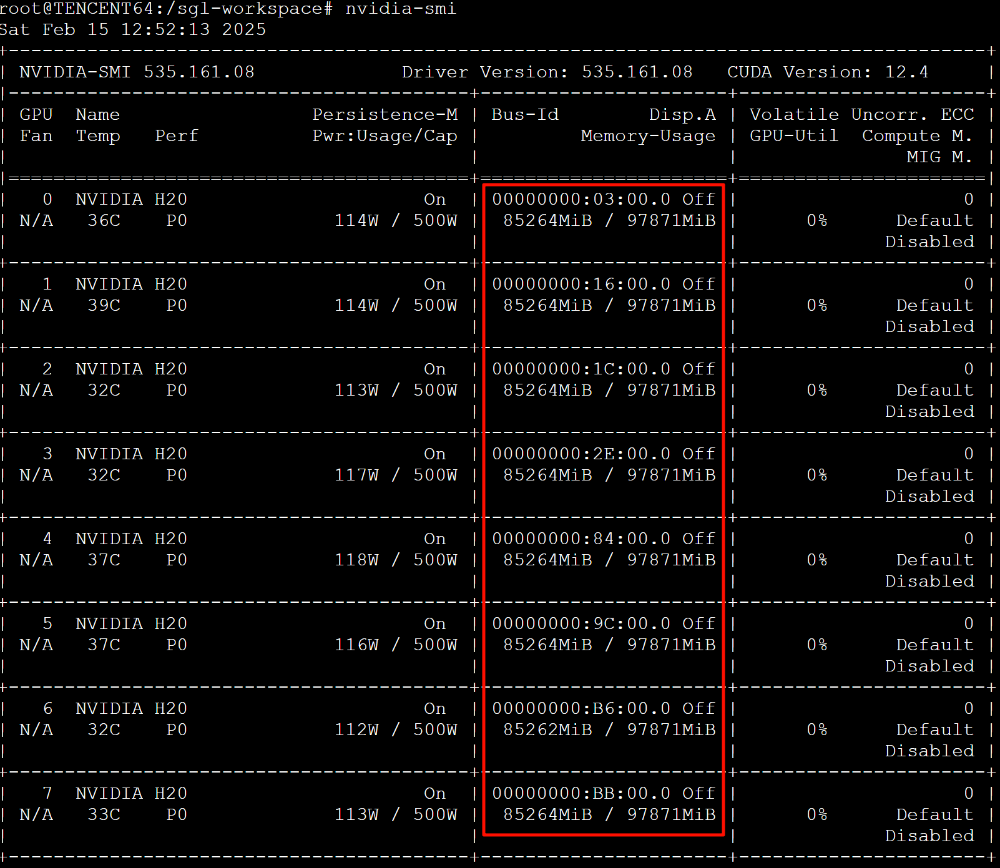 root@TENCENT64:/sgl-workspace# nvidia-smi
Sat Feb 15 12:52:13 2025
+---------------------------------------------------------------------------------------+
| NVIDIA-SMI 535.161.08             Driver Version: 535.161.08   CUDA Version: 12.4     |
|-----------------------------------------+----------------------+----------------------+
| GPU  Name                 Persistence-M | Bus-Id        Disp.A | Volatile Uncorr. ECC |
| Fan  Temp   Perf          Pwr:Usage/Cap |         Memory-Usage | GPU-Util  Compute M. |
|                                         |                      |               MIG M. |
|=========================================+======================+======================|
|   0  NVIDIA H20                     On  | 00000000:03:00.0 Off |                    0 |
| N/A   36C    P0             114W / 500W |  85264MiB / 97871MiB |      0%      Default |
|                                         |                      |             Disabled |
+-----------------------------------------+----------------------+----------------------+
|   1  NVIDIA H20                     On  | 00000000:16:00.0 Off |                    0 |
| N/A   39C    P0             114W / 500W |  85264MiB / 97871MiB |      0%      Default |
|                                         |                      |             Disabled |
+-----------------------------------------+----------------------+----------------------+
|   2  NVIDIA H20                     On  | 00000000:1C:00.0 Off |                    0 |
| N/A   32C    P0             113W / 500W |  85264MiB / 97871MiB |      0%      Default |
|                                         |                      |             Disabled |
+-----------------------------------------+----------------------+----------------------+
|   3  NVIDIA H20                     On  | 00000000:2E:00.0 Off |                    0 |
| N/A   32C    P0             117W / 500W |  85264MiB / 97871MiB |      0%      Default |
|                                         |                      |             Disabled |
+-----------------------------------------+----------------------+----------------------+
|   4  NVIDIA H20                     On  | 00000000:84:00.0 Off |                    0 |
| N/A   37C    P0             118W / 500W |  85264MiB / 97871MiB |      0%      Default |
|                                         |                      |             Disabled |
+-----------------------------------------+----------------------+----------------------+
|   5  NVIDIA H20                     On  | 00000000:9C:00.0 Off |                    0 |
| N/A   37C    P0             116W / 500W |  85264MiB / 97871MiB |      0%      Default |
|                                         |                      |             Disabled |
+-----------------------------------------+----------------------+----------------------+
|   6  NVIDIA H20                     On  | 00000000:B6:00.0 Off |                    0 |
| N/A   32C    P0             112W / 500W |  85262MiB / 97871MiB |      0%      Default |
|                                         |                      |             Disabled |
+-----------------------------------------+----------------------+----------------------+
|   7  NVIDIA H20                     On  | 00000000:BB:00.0 Off |                    0 |
| N/A   33C    P0             113W / 500W |  85264MiB / 97871MiB |      0%      Default |
|                                         |                      |             Disabled |
+-----------------------------------------+----------------------+----------------------+